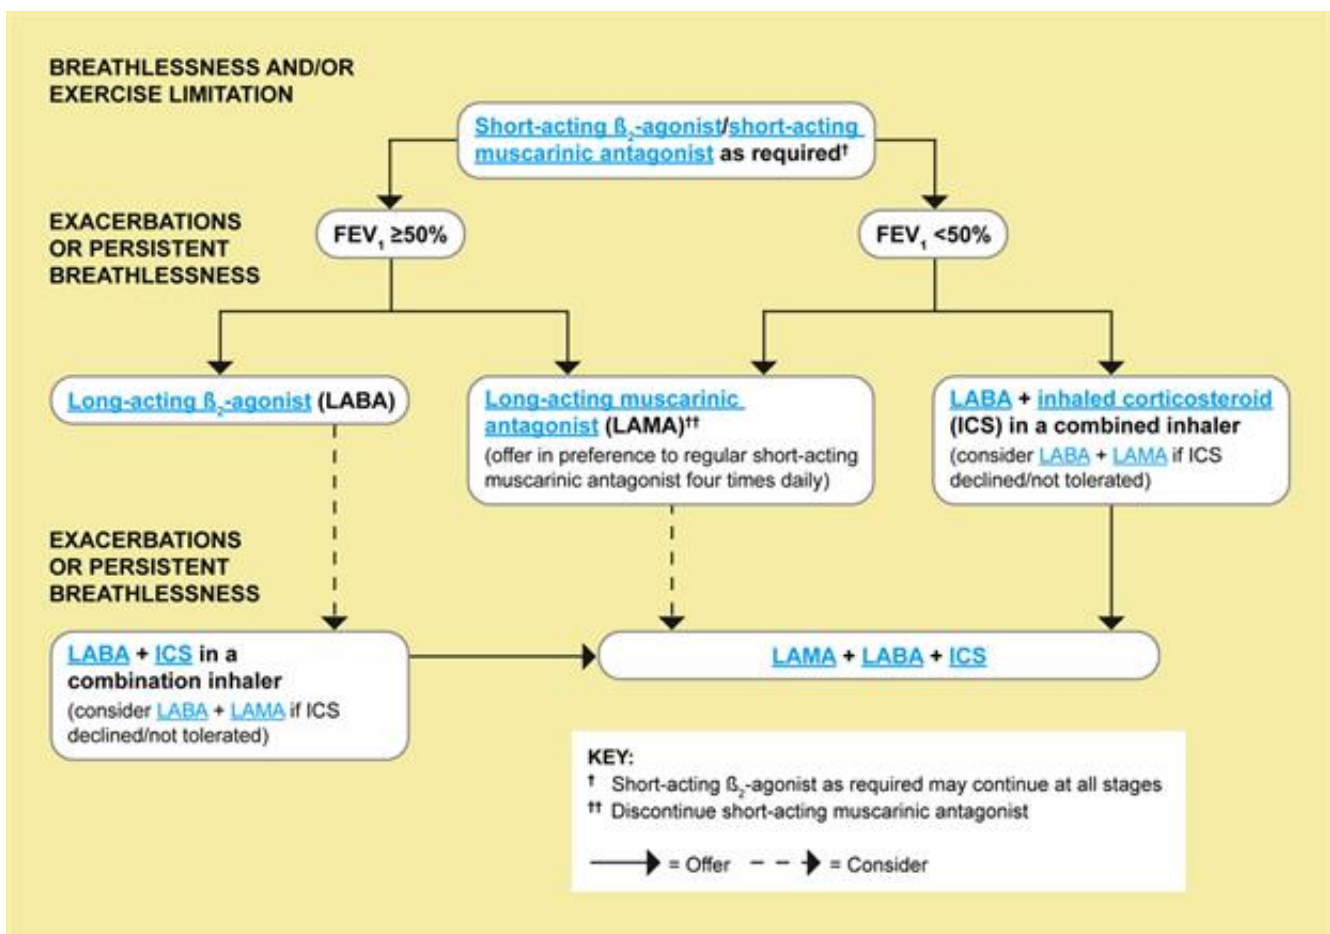 BREATHLESSNESS AND/OR
EXERCISE LIMITATION
Short-acting ß₂-agonist/short-acting
muscarinic antagonist as required†
EXACERBATIONS
OR PERSISTENT
BREATHLESSNESS
FEV₁ ≥50%
FEV₁ <50%
Long-acting ß₂-agonist (LABA)
Long-acting muscarinic
antagonist (LAMA)††
(offer in preference to regular short-acting
muscarinic antagonist four times daily)
LABA + inhaled corticosteroid
(ICS) in a combined inhaler
(consider LABA + LAMA if ICS
declined/not tolerated)
EXACERBATIONS
OR PERSISTENT
BREATHLESSNESS
LABA + ICS in a
combination inhaler
(consider LABA + LAMA if ICS
declined/not tolerated)
LAMA + LABA + ICS
KEY:
† Short-acting ß₂-agonist as required may continue at all stages
†† Discontinue short-acting muscarinic antagonist
= Offer = Consider